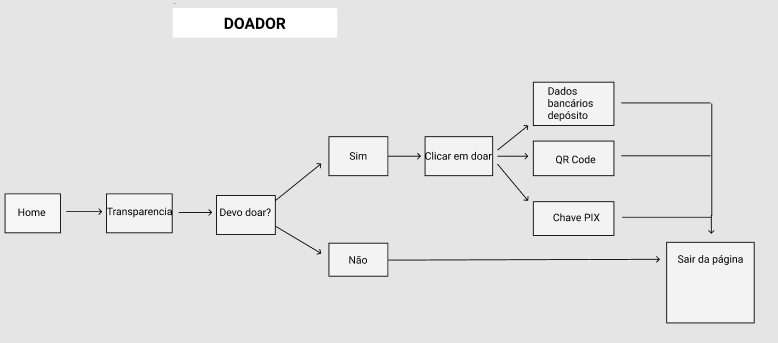 DOADOR
Home
Transparencia
Devo doar?
Sim
Clicar em doar
Dados
bancários
depósito
QR Code
Chave PIX
Não
Sair da página